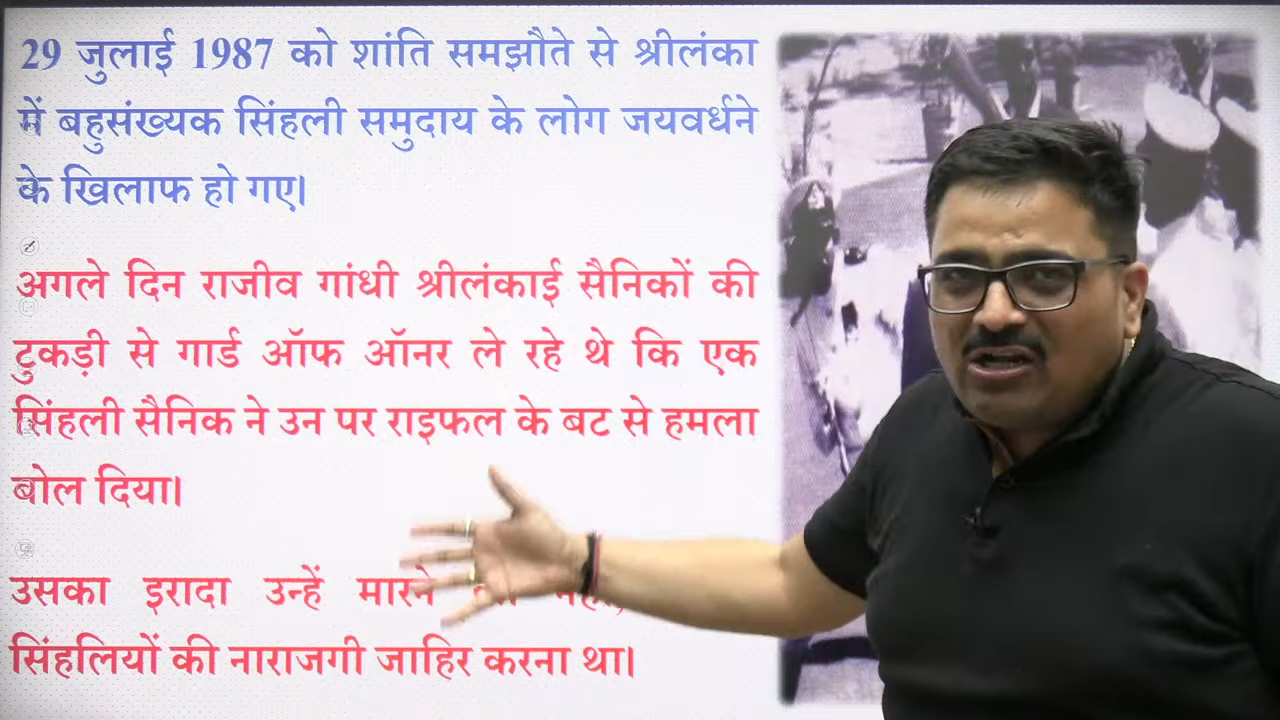 29 जुलाई 1987 को शांति समझौते से श्रीलंका
में बहुसंख्यक सिंहली समुदाय के लोग जयवर्धने
के खिलाफ हो गए।
अगले दिन राजीव गांधी श्रीलंकाई सैनिकों की
टुकड़ी से गार्ड ऑफ ऑनर ले रहे थे कि एक
सिंहली सैनिक ने उन पर राइफल के बट से हमला
बोल दिया।
उसका इरादा उन्हें मारने
सिंहलियों की नाराजगी जाहिर करना था।